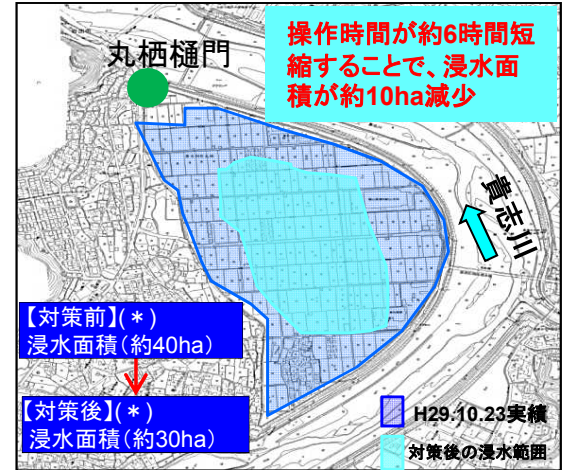 丸栖樋門
操作時間が約6時間短
縮することで、浸水面
積が約10ha減少
貴志川
【対策前】(*)
浸水面積(約40ha)
【対策後】(*)
浸水面積(約30ha)
H29.10.23実績
対策後の浸水範囲